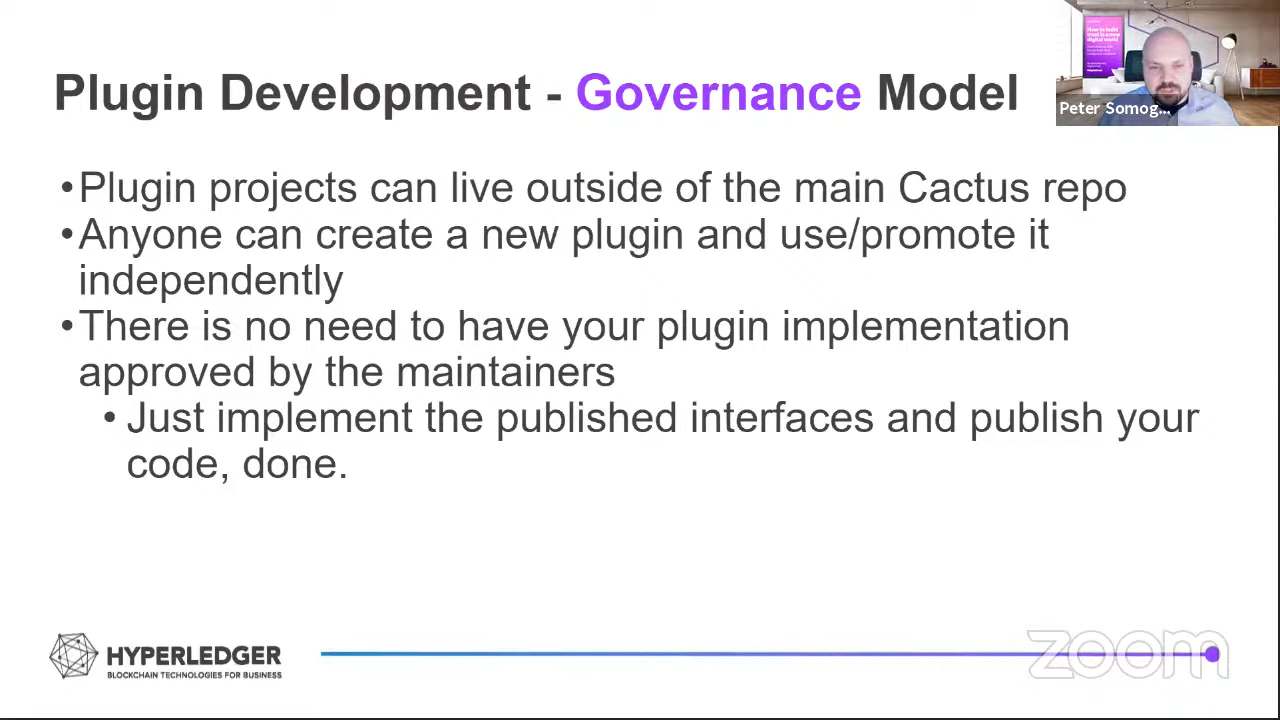 Plugin Development - Governance Model
Peter Somog...
•Plugin projects can live outside of the main Cactus repo
•Anyone can create a new plugin and use/promote it
independently
•There is no need to have your plugin implementation
approved by the maintainers
• Just implement the published interfaces and publish your
code, done.
HYPERLEDGER
BLOCKCHAIN TECHNOLOGIES FOR BUSINESS
zoom